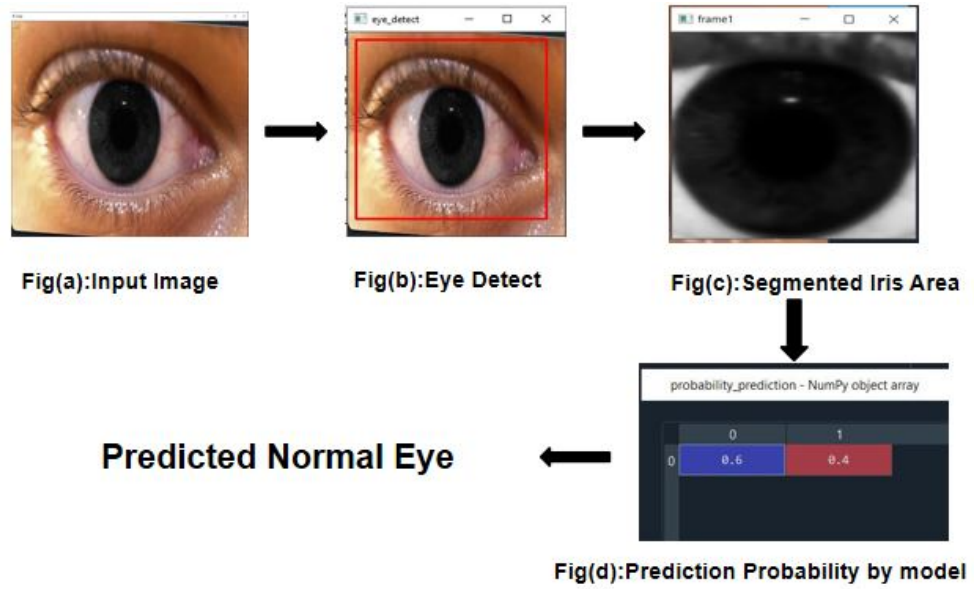 eye_detect
frame1
Fig(a):Input Image
Fig(b):Eye Detect
Fig(c):Segmented Iris Area
probability_prediction - NumPy object array
0 1
0 0.6 0.4
Predicted Normal Eye
Fig(d):Prediction Probability by model